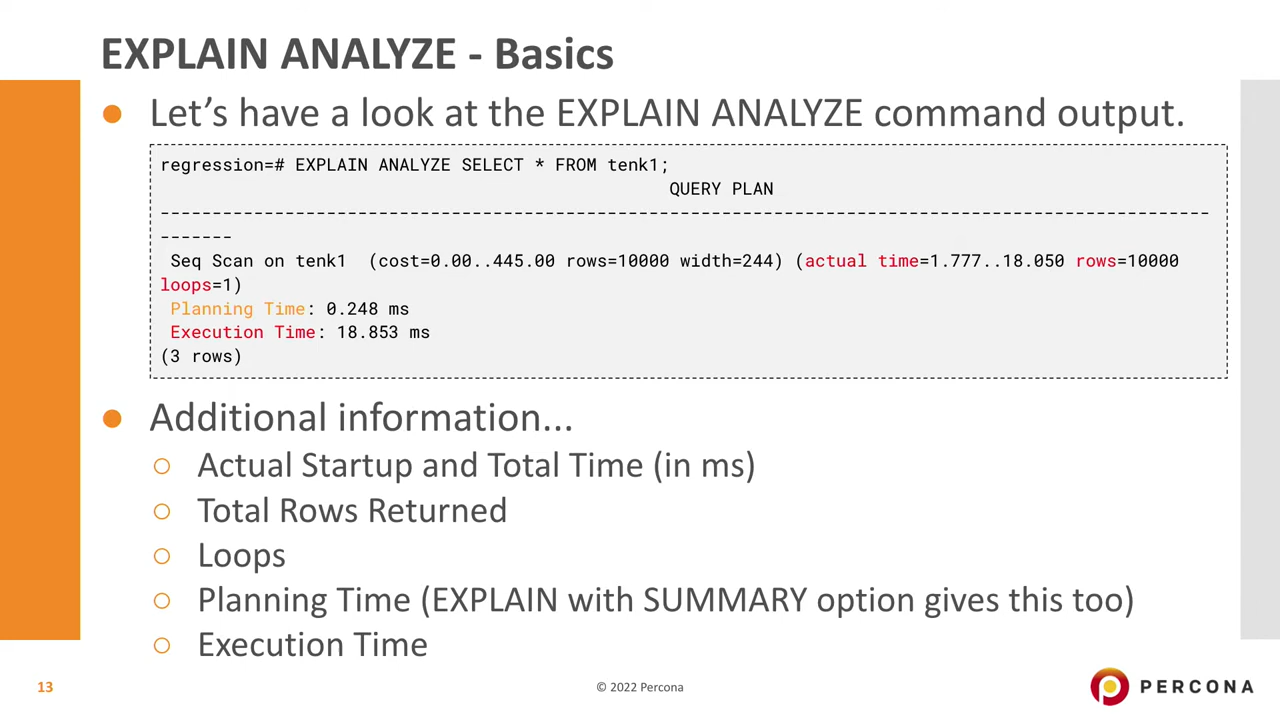 EXPLAIN ANALYZE - Basics
● Let’s have a look at the EXPLAIN ANALYZE command output.
regression=# EXPLAIN ANALYZE SELECT * FROM tenk1;
QUERY PLAN
-----------------------------------------------------------------------------------------------------
-------
Seq Scan on tenk1  (cost=0.00..445.00 rows=10000 width=244) (actual time=1.777..18.050 rows=10000
loops=1)
Planning Time: 0.248 ms
Execution Time: 18.853 ms
(3 rows)
● Additional information...
○ Actual Startup and Total Time (in ms)
○ Total Rows Returned
○ Loops
○ Planning Time (EXPLAIN with SUMMARY option gives this too)
○ Execution Time
13
© 2022 Percona
PERCONA